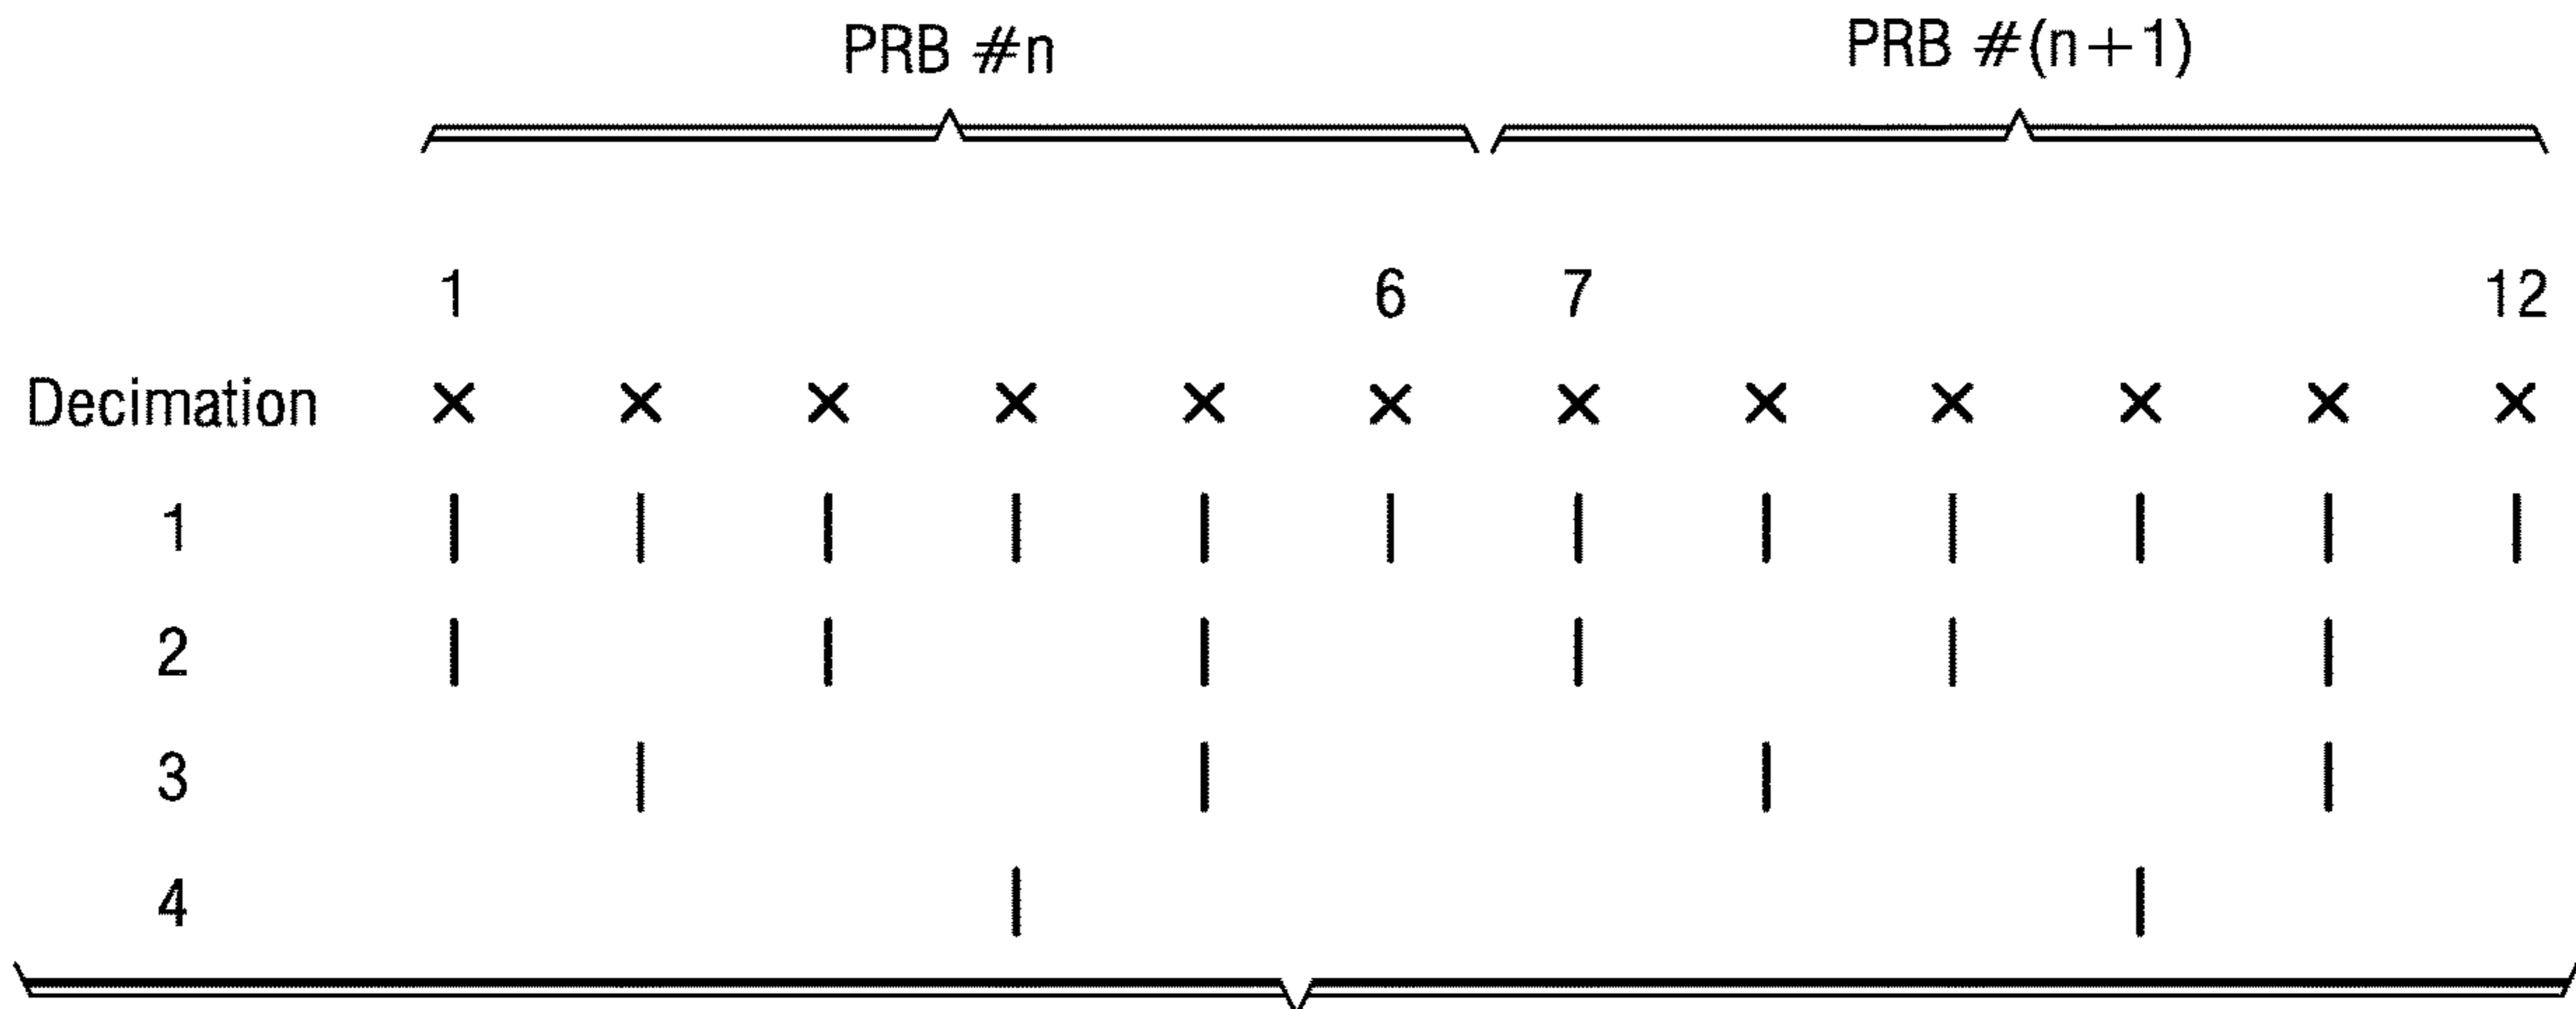 PRB #n PRB #(n+1)
1 6 7 12
Decimation × × × × × × × × × × × ×
1 | | | | | | | | | | | |
2 | | | | | |
3 | | | |
4 | |